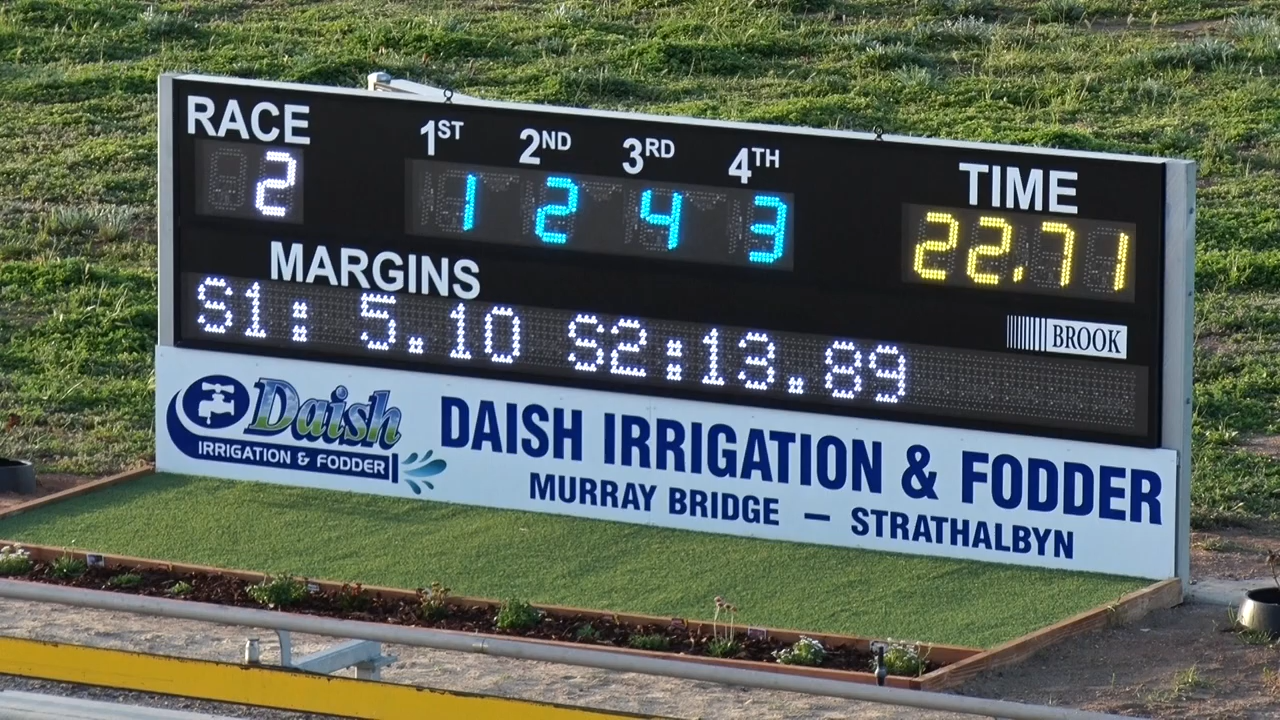 RACE 1ST 2ND 3RD 4TH TIME
2 1 2 4 3 22.71
MARGINS
S1: 5.10 S2:13.89
BROOK
Daish
IRRIGATION & FODDER
DAISH IRRIGATION & FODDER
MURRAY BRIDGE – STRATHALBYN